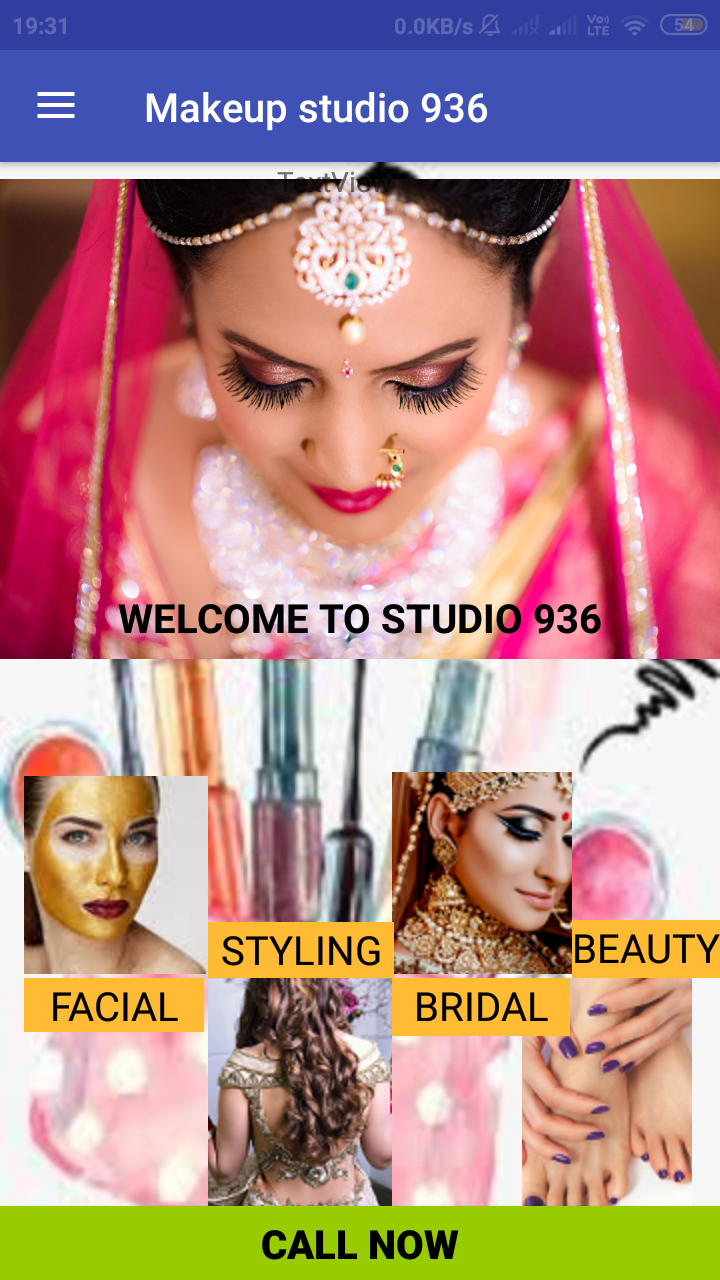 19:31
0.0KB/s Vo) LTE 54
Makeup studio 936
TextView
WELCOME TO STUDIO 936
STYLING
BEAUTY
FACIAL
BRIDAL
CALL NOW